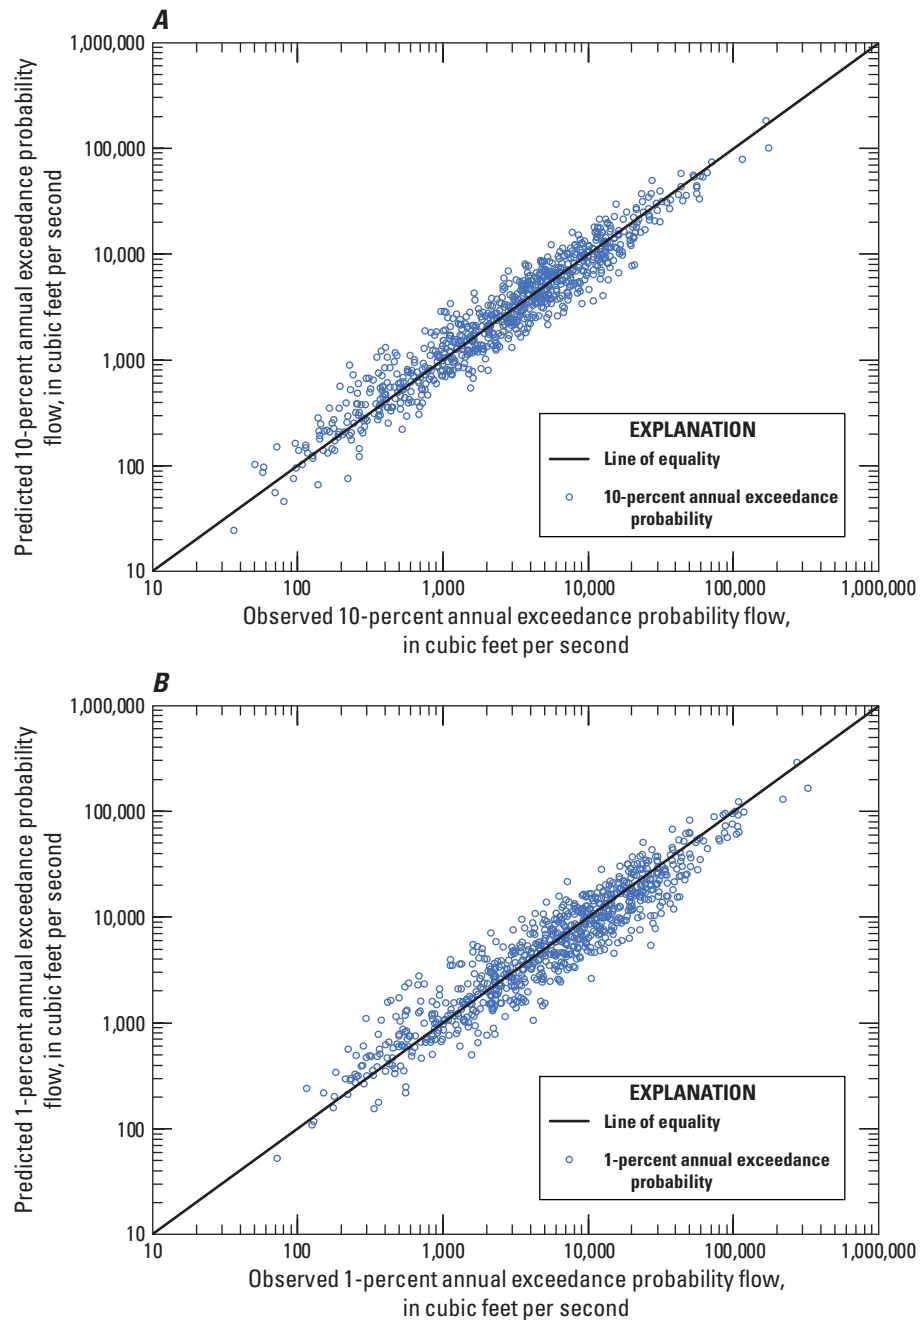 A
1,000,000
100,000
10,000
1,000
100
10
Predicted 10-percent annual exceedance probability
flow, in cubic feet per second
EXPLANATION
Line of equality
10-percent annual exceedance
probability
10 100 1,000 10,000 100,000 1,000,000
Observed 10-percent annual exceedance probability flow,
in cubic feet per second
B
1,000,000
100,000
10,000
1,000
100
10
Predicted 1-percent annual exceedance probability
flow, in cubic feet per second
EXPLANATION
Line of equality
1-percent annual exceedance
probability
10 100 1,000 10,000 100,000 1,000,000
Observed 1-percent annual exceedance probability flow,
in cubic feet per second